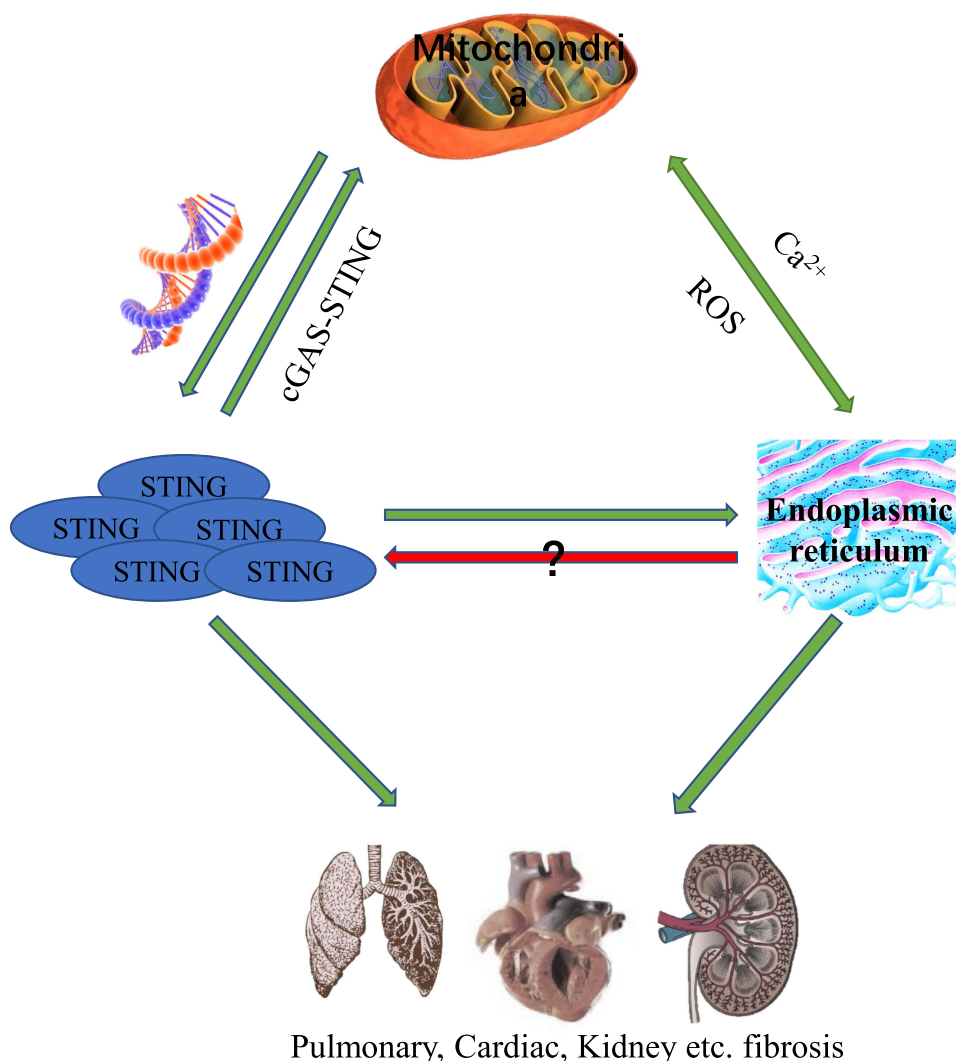 Mitochondri
a
cGAS-STING
Ca²⁺
ROS
STING
STING
STING
STING
STING
Endoplasmic
reticulum
?
Pulmonary, Cardiac, Kidney etc. fibrosis